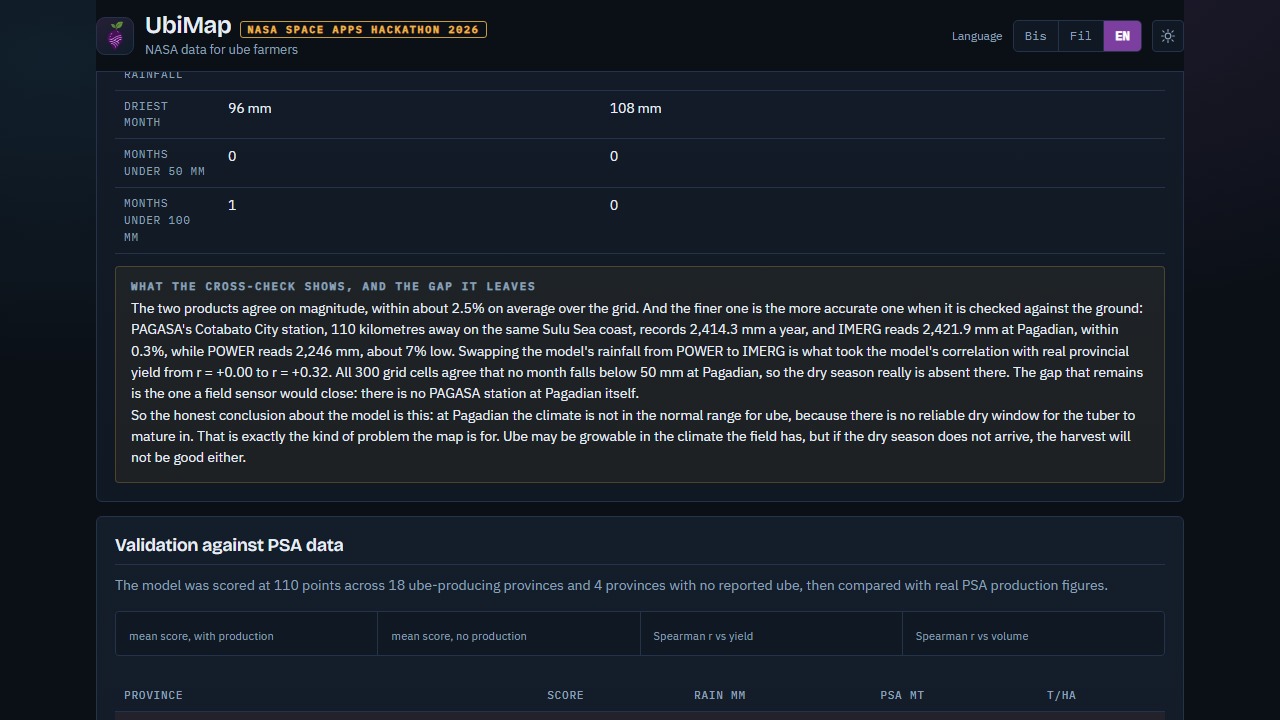 UbiMap NASA SPACE APPS HACKATHON 2026
NASA data for ube farmers
Language Bis Fil EN
RAINFALL
DRIEST MONTH 96 mm 108 mm
MONTHS UNDER 50 MM 0 0
MONTHS UNDER 100 MM 1 0
WHAT THE CROSS-CHECK SHOWS, AND THE GAP IT LEAVES
The two products agree on magnitude, within about 2.5% on average over the grid. And the finer one is the more accurate one when it is checked against the ground:
PAGASA's Cotabato City station, 110 kilometres away on the same Sulu Sea coast, records 2,414.3 mm a year, and IMERG reads 2,421.9 mm at Pagadian, within
0.3%, while POWER reads 2,246 mm, about 7% low. Swapping the model's rainfall from POWER to IMERG is what took the model's correlation with real provincial
yield from r = +0.00 to r = +0.32. All 300 grid cells agree that no month falls below 50 mm at Pagadian, so the dry season really is absent there. The gap that remains
is the one a field sensor would close: there is no PAGASA station at Pagadian itself.
So the honest conclusion about the model is this: at Pagadian the climate is not in the normal range for ube, because there is no reliable dry window for the tuber to
mature in. That is exactly the kind of problem the map is for. Ube may be growable in the climate the field has, but if the dry season does not arrive, the harvest will
not be good either.
Validation against PSA data
The model was scored at 110 points across 18 ube-producing provinces and 4 provinces with no reported ube, then compared with real PSA production figures.
mean score, with production mean score, no production Spearman r vs yield Spearman r vs volume
PROVINCE SCORE RAIN MM PSA MT T/HA